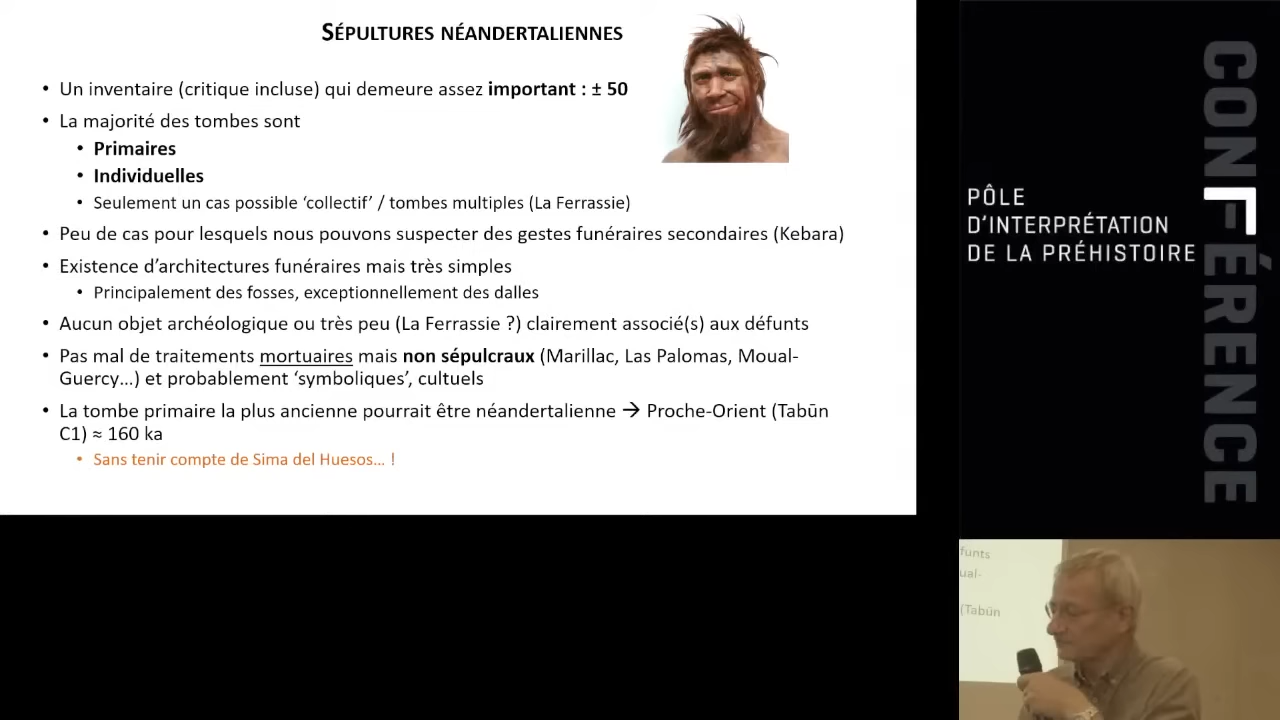 SÉPULTURES NÉANDERTALIENNES
• Un inventaire (critique incluse) qui demeure assez important : ± 50
• La majorité des tombes sont
• Primaires
• Individuelles
• Seulement un cas possible ‘collectif’ / tombes multiples (La Ferrassie)
• Peu de cas pour lesquels nous pouvons suspecter des gestes funéraires secondaires (Kebara)
• Existence d’architectures funéraires mais très simples
• Principalement des fosses, exceptionnellement des dalles
• Aucun objet archéologique ou très peu (La Ferrassie ?) clairement associé(s) aux défunts
• Pas mal de traitements mortuaires mais non sépulcraux (Marillac, Las Palomas, Moual-
Guercy…) et probablement ‘symboliques’, cultuels
• La tombe primaire la plus ancienne pourrait être néandertalienne → Proche-Orient (Tabūn
C1) ≈ 160 ka
• Sans tenir compte de Sima del Huesos… !
PÔLE
D’INTERPRÉTATION
DE LA PRÉHISTOIRE
CONFÉRENCE
funts
ual-
(Tabūn